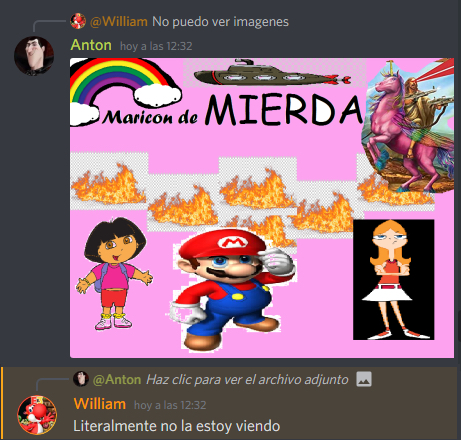 @William No puedo ver imagenes
Anton hoy a las 12:32
Maricon de MIERDA
M
@Anton Haz clic para ver el archivo adjunto
William hoy a las 12:32
Literalmente no la estoy viendo